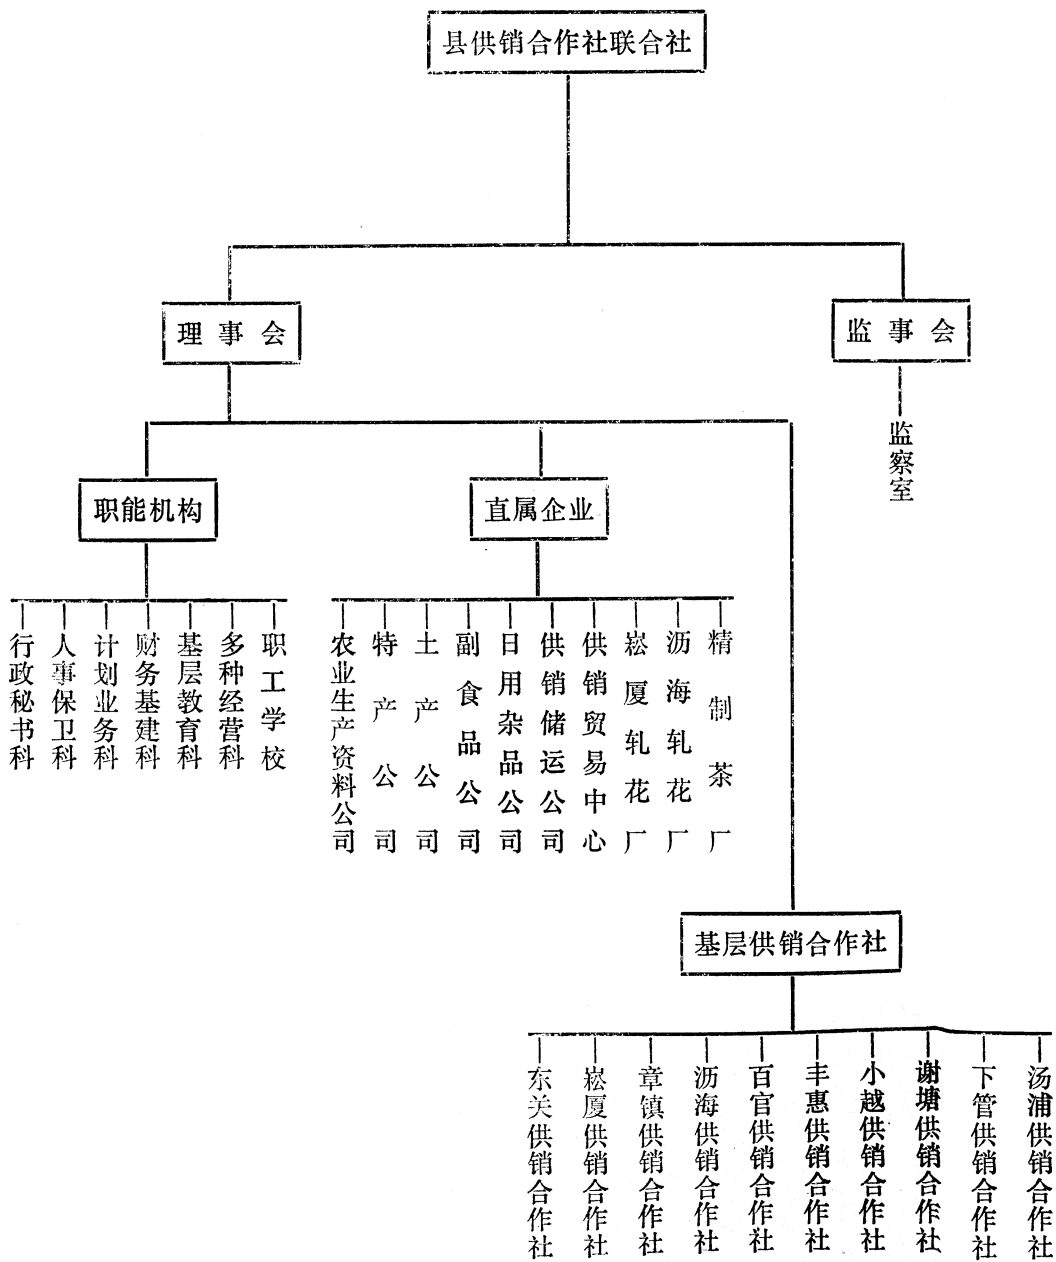 县供销合作社联合社
理事会
监事会
监察室
职能机构
直属企业
行政秘书科
人事保卫科
计划业务科
财务基建科
基层教育科
多种经营科
职工学校
农业生产资料公司
特产公司
土产公司
副食品公司
日用杂品公司
供销储运公司
供销贸易中心
崧厦轧花厂
沥海轧花厂
精制茶厂
基层供销合作社
东关供销合作社
崧厦供销合作社
章镇供销合作社
沥海供销合作社
百官供销合作社
丰惠供销合作社
小越供销合作社
谢塘供销合作社
下管供销合作社
汤浦供销合作社